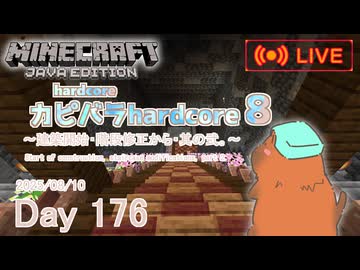 MINECRAFT
JAVA EDITION
LIVE
hardcore
カピバラhardcore 8
～建築開始・階段修正から・其の弐。～
2025/09/10
Day 176